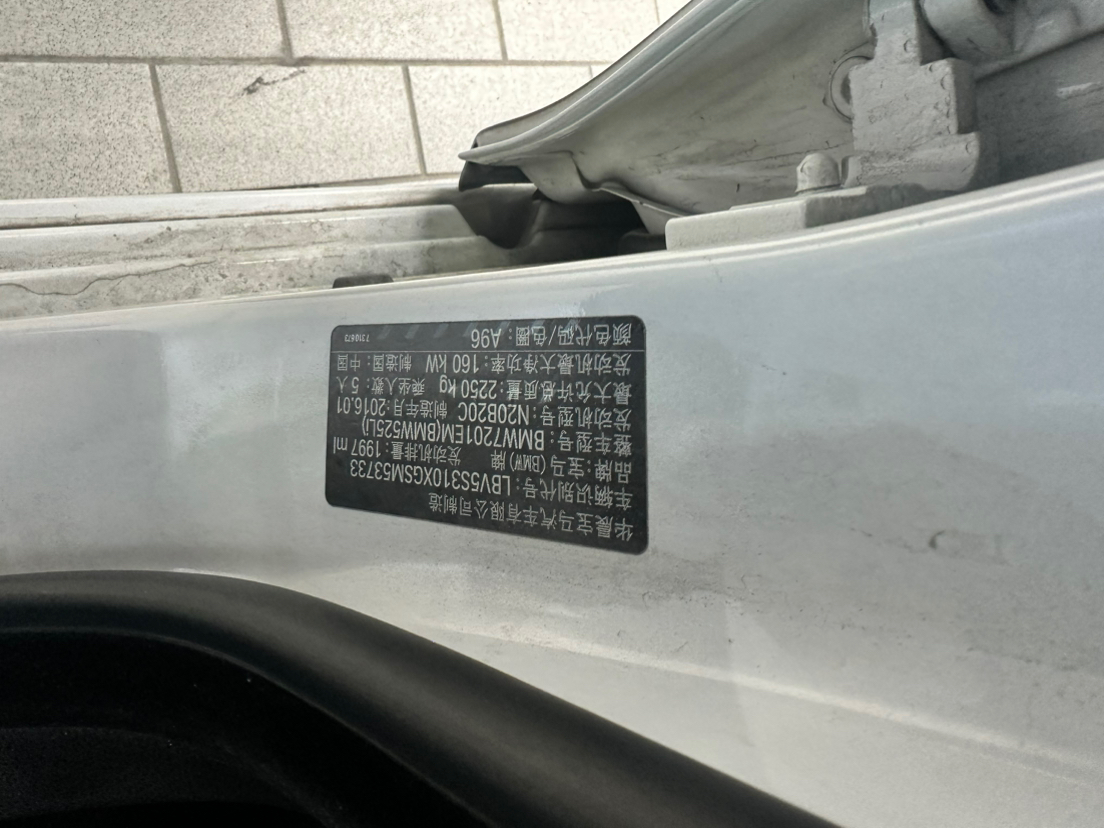 华晨宝马汽车有限公司制造
车辆识别代号：LBV5S310XGSM53733
品牌：宝马(BMW)牌 发动机排量：1997 ml
整车型号：BMW7201EM(BMW525Li)
发动机型号：N20B20C 制造年月：2016.01
最大允许总质量：2250 kg 乘坐人数：5 人
发动机最大净功率：160 kW 制造国：中国
颜色代码/色圈：A96 7310673